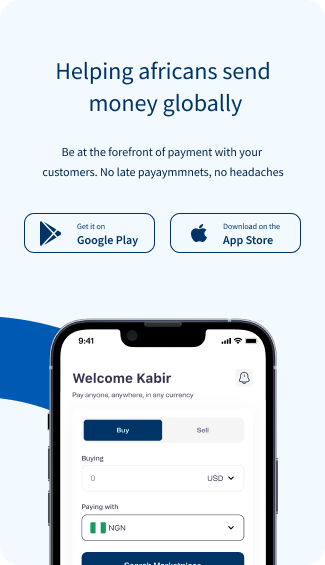 Helping africans send
money globally
Be at the forefront of payment with your
customers. No late payaymmnets, no headaches
Get it on
Google Play
Download on the
App Store
9:41
Welcome Kabir
Pay anyone, anywhere, in any currency
Buy
Sell
Buying
0
USD
Paying with
NGN
Search Marketplace